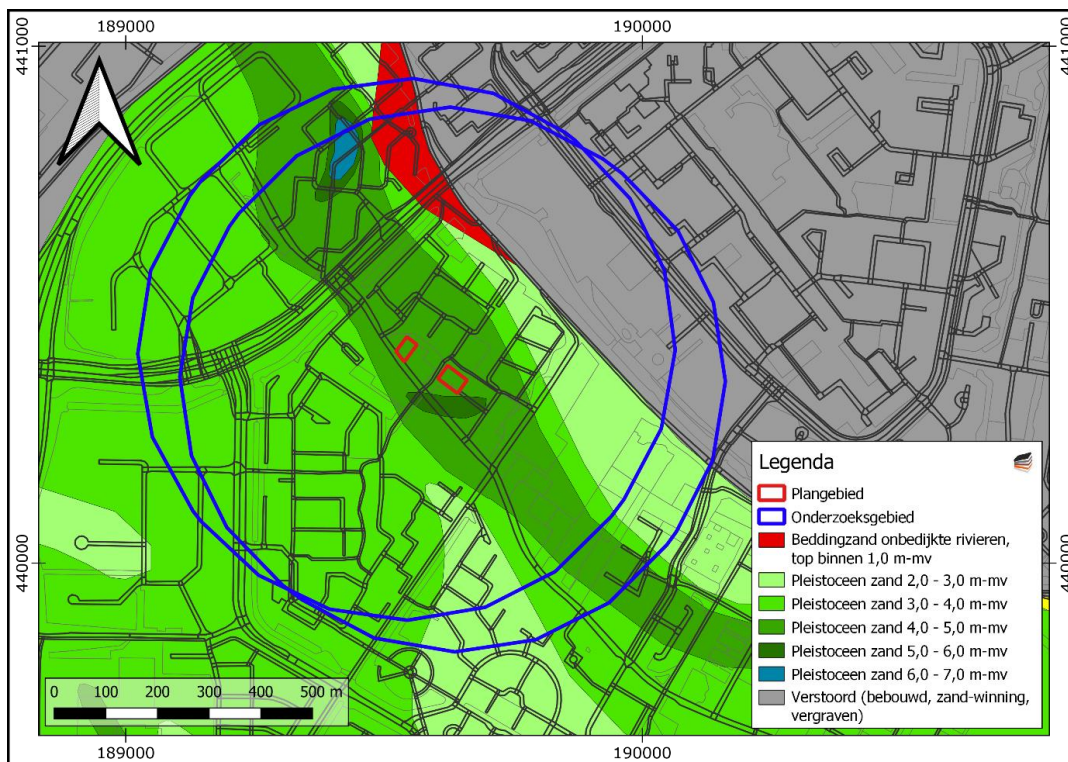 189000
190000
441000
441000
440000
440000
Legenda
Plangebied
Onderzoeksgebied
Beddingzand onbedijkte rivieren,
top binnen 1,0 m-mv
Pleistoceen zand 2,0 - 3,0 m-mv
Pleistoceen zand 3,0 - 4,0 m-mv
Pleistoceen zand 4,0 - 5,0 m-mv
Pleistoceen zand 5,0 - 6,0 m-mv
Pleistoceen zand 6,0 - 7,0 m-mv
Verstoord (bebouwd, zand-winning,
vergraven)
0 100 200 300 400 500 m
189000
190000